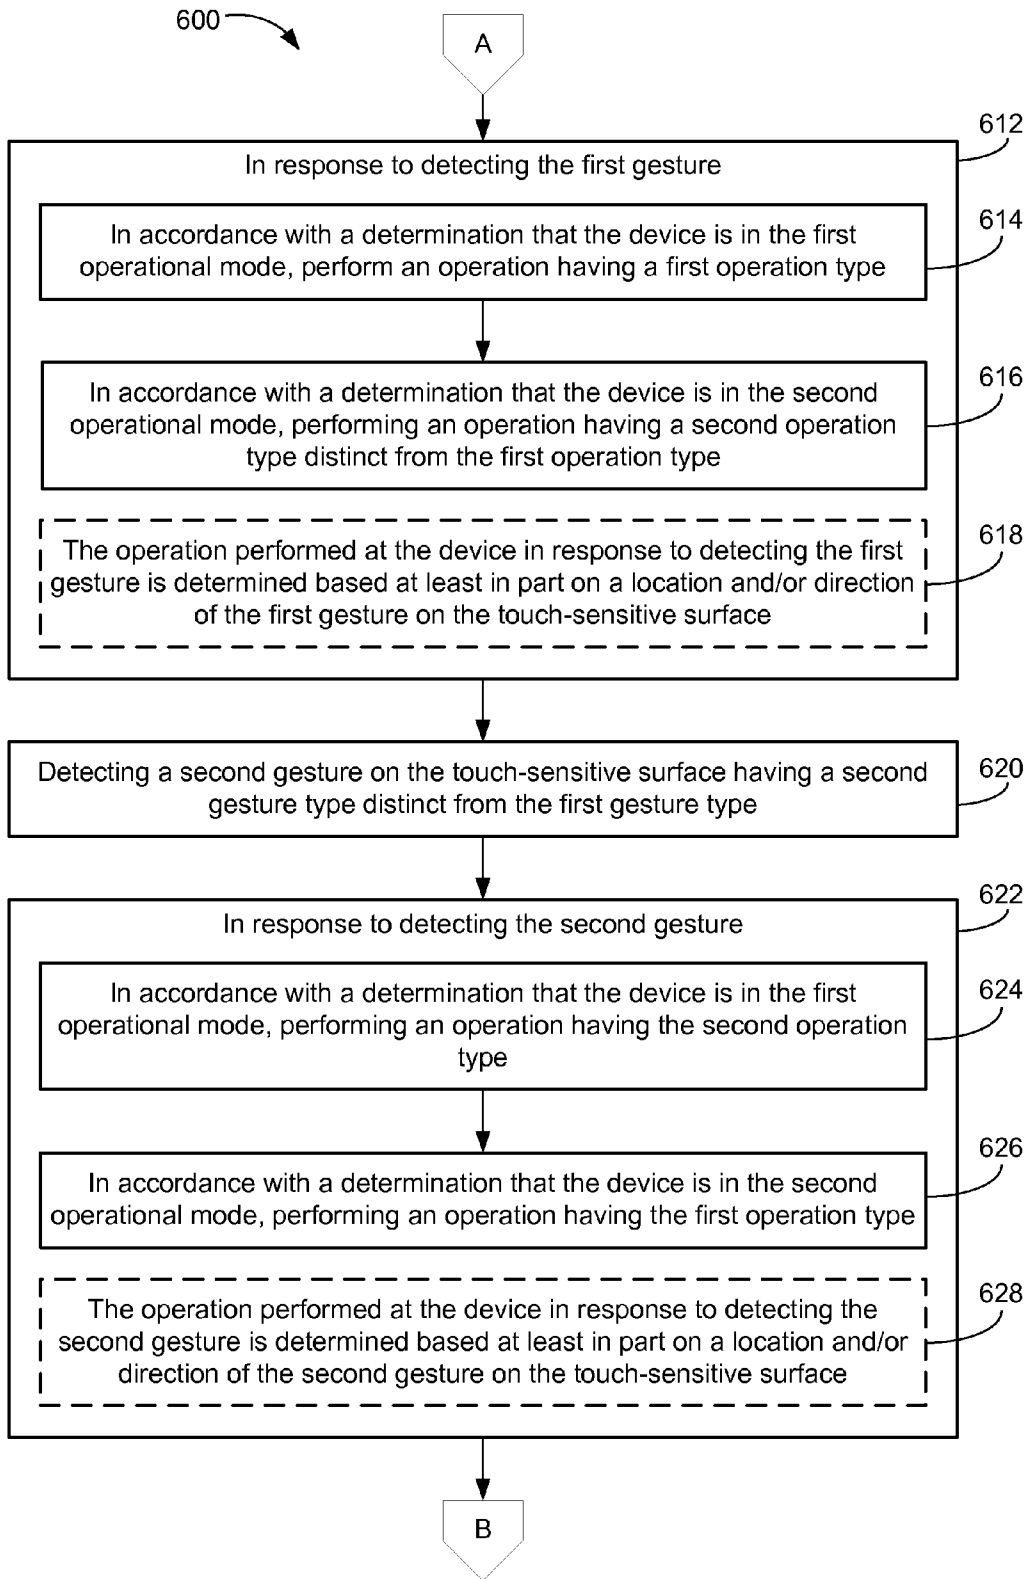 600
A
612
In response to detecting the first gesture
614
In accordance with a determination that the device is in the first
operational mode, perform an operation having a first operation type
616
In accordance with a determination that the device is in the second
operational mode, performing an operation having a second operation
type distinct from the first operation type
618
The operation performed at the device in response to detecting the first
gesture is determined based at least in part on a location and/or direction
of the first gesture on the touch-sensitive surface
620
Detecting a second gesture on the touch-sensitive surface having a second
gesture type distinct from the first gesture type
622
In response to detecting the second gesture
624
In accordance with a determination that the device is in the first
operational mode, performing an operation having the second operation
type
626
In accordance with a determination that the device is in the second
operational mode, performing an operation having the first operation type
628
The operation performed at the device in response to detecting the
second gesture is determined based at least in part on a location and/or
direction of the second gesture on the touch-sensitive surface
B